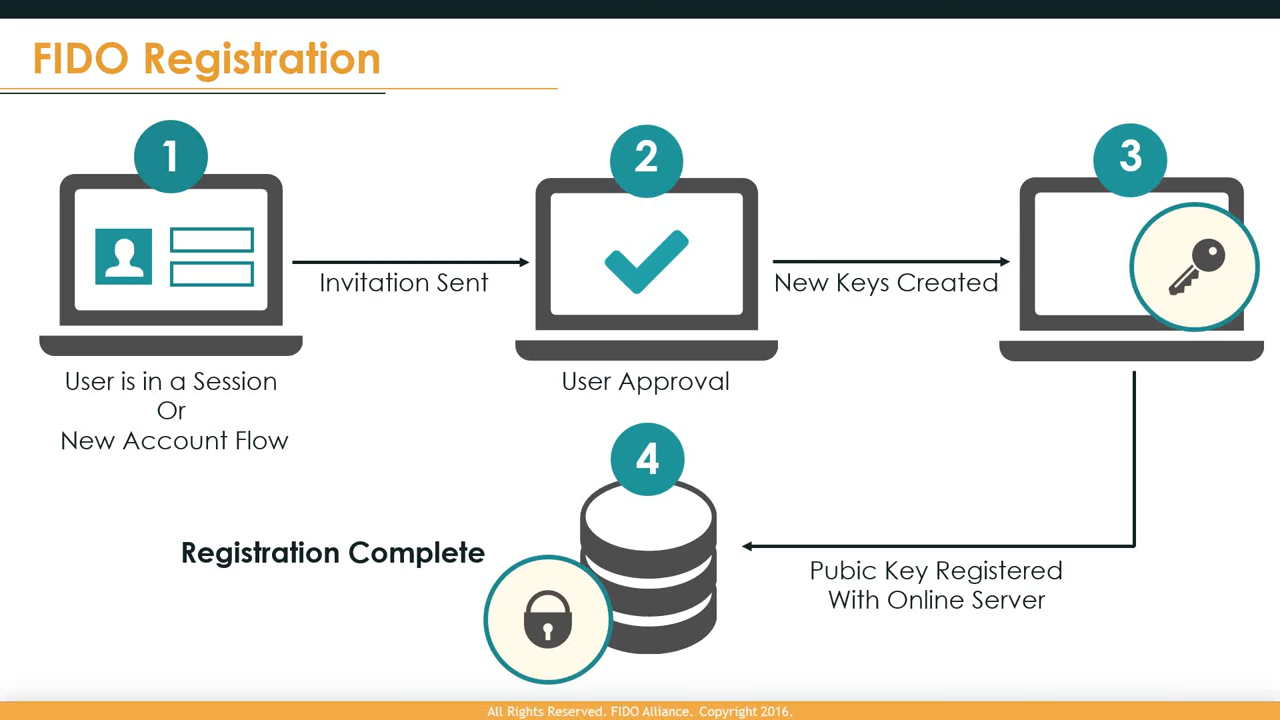 FIDO Registration
1
2
3
Invitation Sent
New Keys Created
User is in a Session
Or
New Account Flow
User Approval
4
Registration Complete
Pubic Key Registered
With Online Server
All Rights Reserved. FIDO Alliance. Copyright 2016.